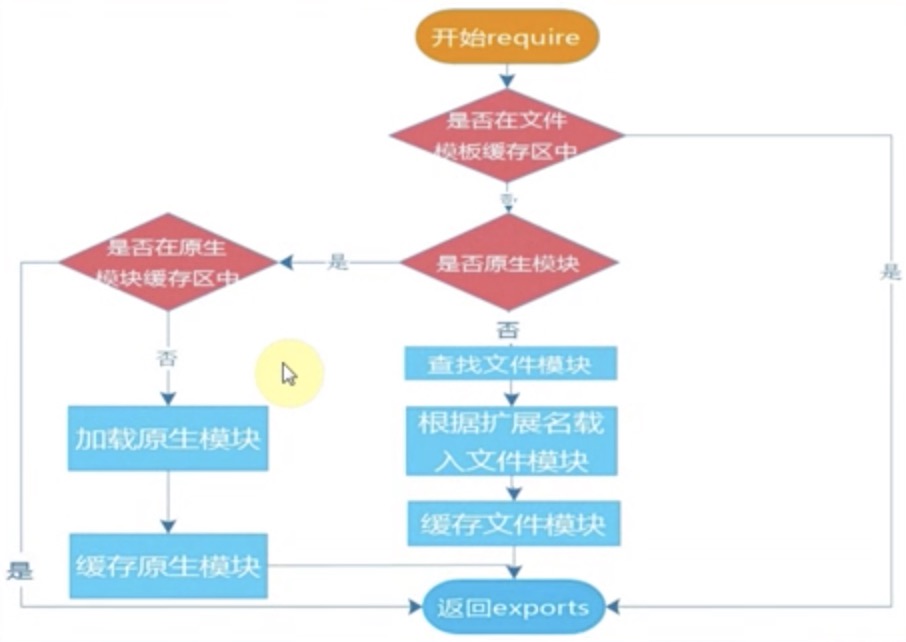 开始require
是否在文件
模板缓存区中
是
否
是否在原生
模块缓存区中
是
是否原生模块
否
否
查找文件模块
加载原生模块
根据扩展名载
入文件模块
缓存文件模块
是
缓存原生模块
返回exports